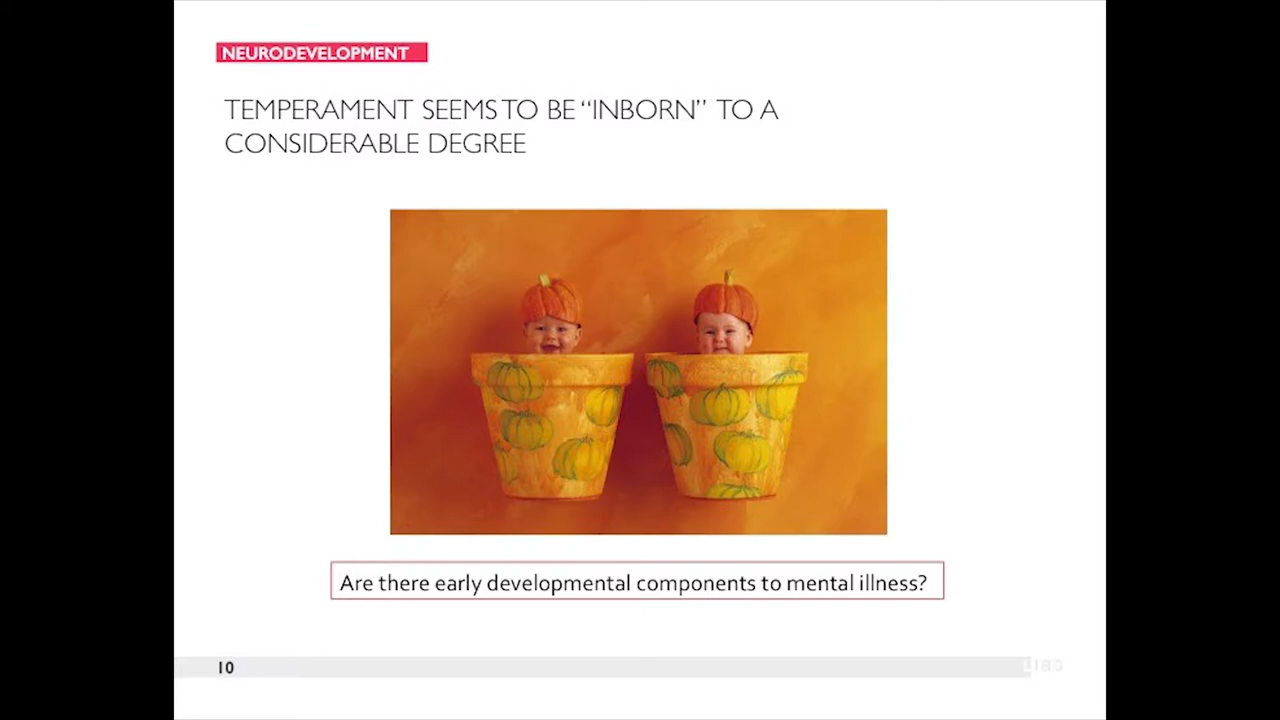 NEURODEVELOPMENT
TEMPERAMENT SEEMS TO BE “INBORN” TO A
CONSIDERABLE DEGREE
Are there early developmental components to mental illness?
10